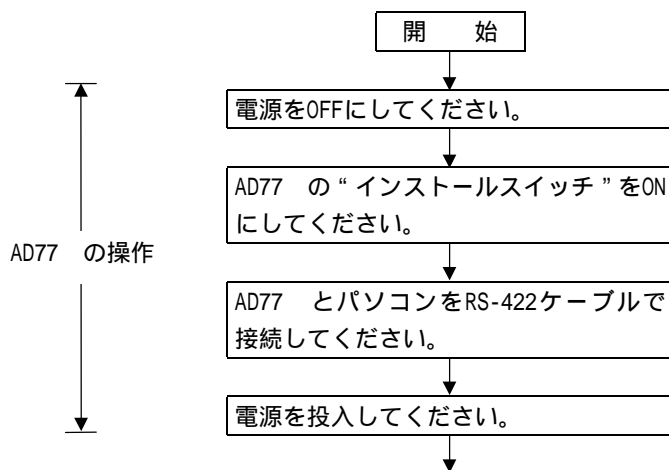 開　始
電源をOFFにしてください。
AD77　の“インストールスイッチ”をON
にしてください。
AD77　の操作
AD77　とパソコンをRS-422ケーブルで
接続してください。
電源を投入してください。